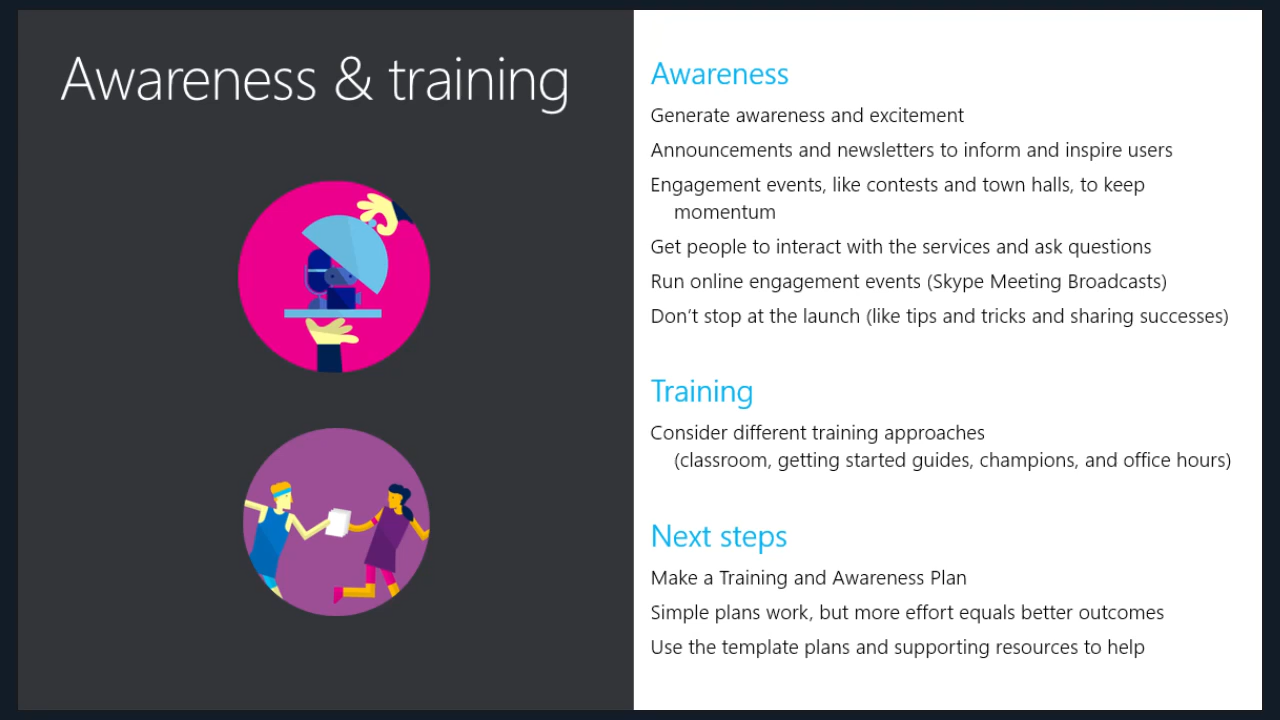 Awareness & training
Awareness
Generate awareness and excitement
Announcements and newsletters to inform and inspire users
Engagement events, like contests and town halls, to keep
momentum
Get people to interact with the services and ask questions
Run online engagement events (Skype Meeting Broadcasts)
Don’t stop at the launch (like tips and tricks and sharing successes)
Training
Consider different training approaches
(classroom, getting started guides, champions, and office hours)
Next steps
Make a Training and Awareness Plan
Simple plans work, but more effort equals better outcomes
Use the template plans and supporting resources to help